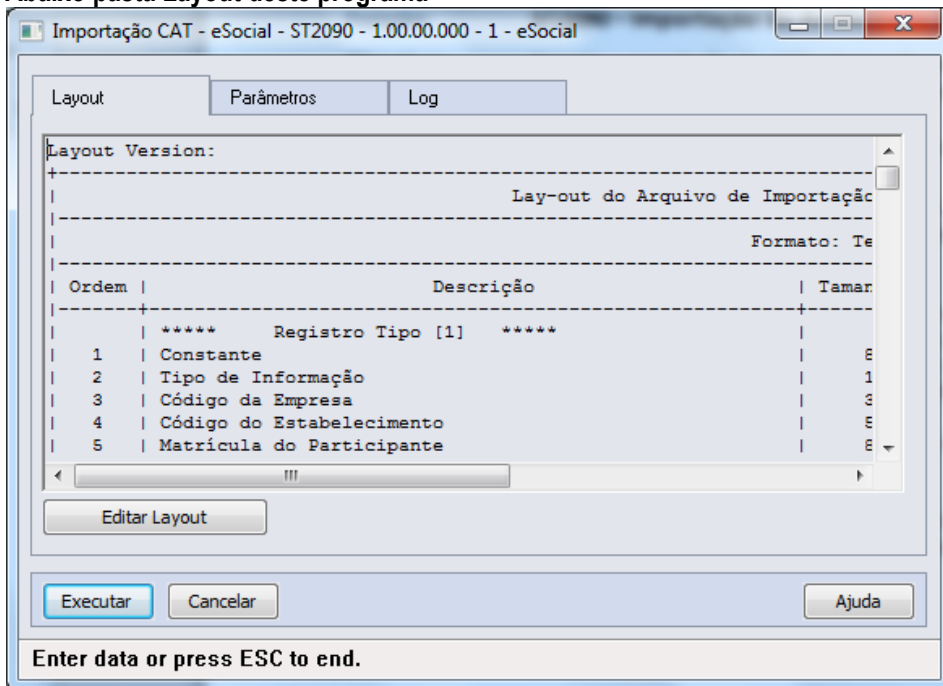 Abaixo pasta Layout deste programa
Importação CAT - eSocial - ST2090 - 1.00.00.000 - 1 - eSocial
Layout Parâmetros Log
Layout Version:
+-----------------------------------------------------------------------
| Lay-out do Arquivo de Importação
|-----------------------------------------------------------------------
| Formato: Te
|-----------------------------------------------------------------------
| Ordem | Descrição | Taman
|-------+--------------------------------------------------------+------
| | ***** Registro Tipo [1] ***** |
| 1 | Constante | 8
| 2 | Tipo de Informação | 1
| 3 | Código da Empresa | 3
| 4 | Código do Estabelecimento | 5
| 5 | Matrícula do Participante | 8
Editar Layout
Executar Cancelar Ajuda
Enter data or press ESC to end.